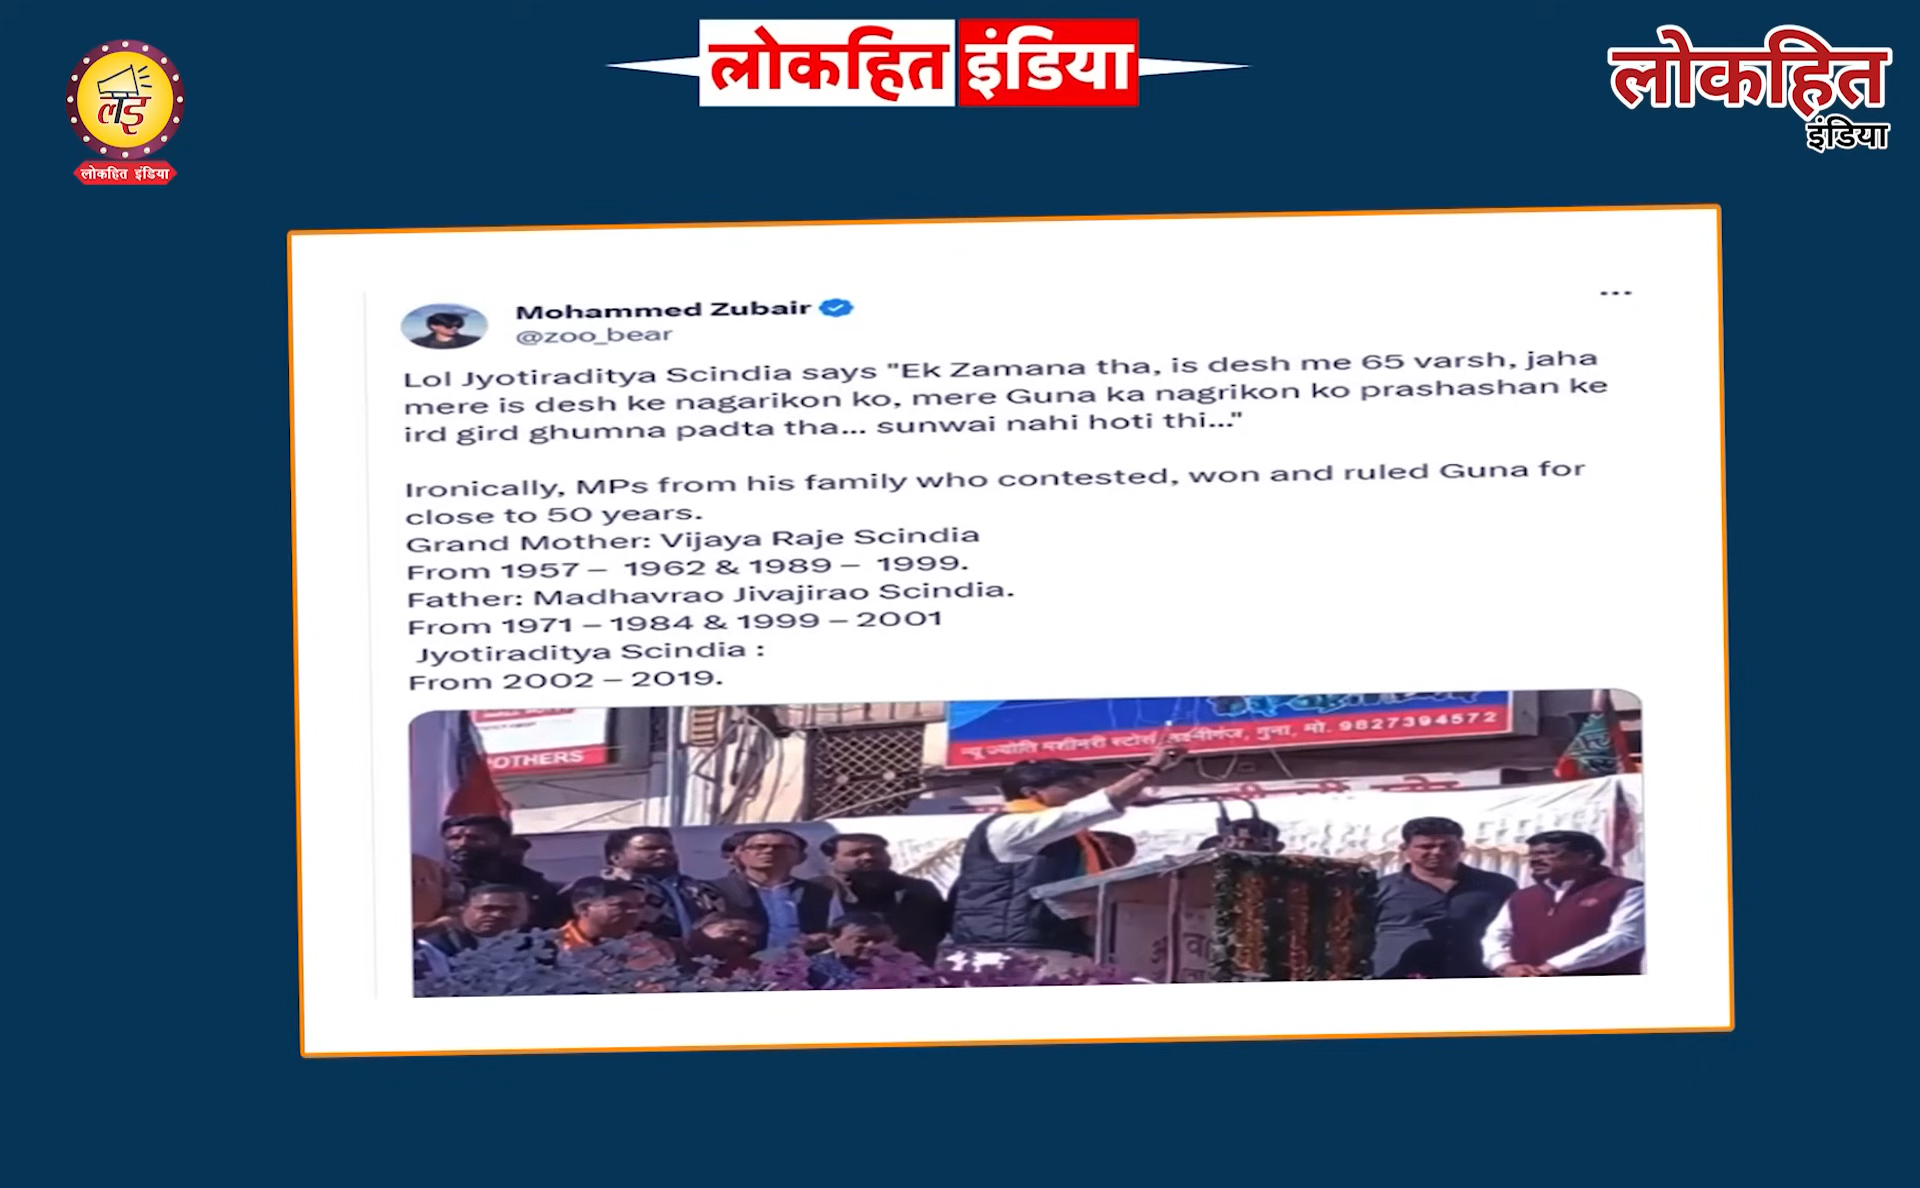 लोकहित इंडिया
लोकहित
इंडिया
लोकहित इंडिया
Mohammed Zubair
@zoo_bear
Lol Jyotiraditya Scindia says "Ek Zamana tha, is desh me 65 varsh, jaha
mere is desh ke nagarikon ko, mere Guna ka nagrikon ko prashashan ke
ird gird ghumna padta tha... sunwai nahi hoti thi..."
Ironically, MPs from his family who contested, won and ruled Guna for
close to 50 years.
Grand Mother: Vijaya Raje Scindia
From 1957 – 1962 & 1989 – 1999.
Father: Madhavrao Jivajirao Scindia.
From 1971 – 1984 & 1999 – 2001
Jyotiraditya Scindia :
From 2002 – 2019.
OTHERS
न्यू ज्योति मशीनरी स्टोर्स, गुना, मो. 9827394572